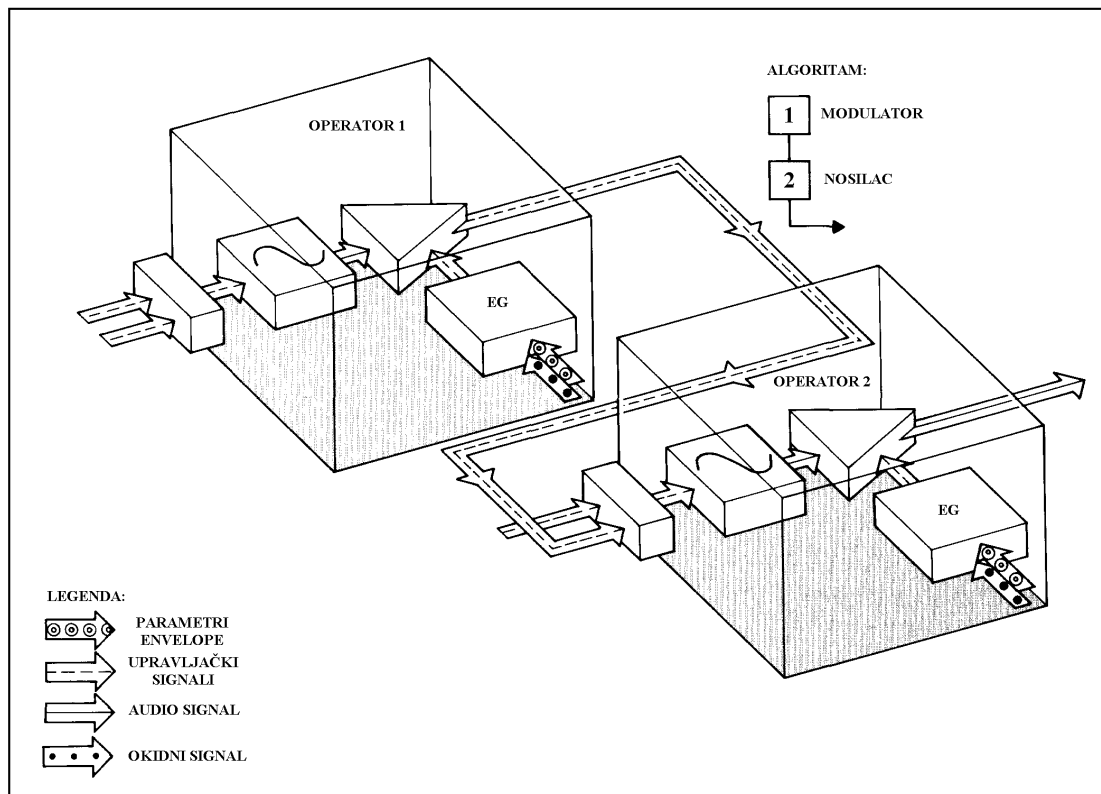 ALGORITAM:
1 MODULATOR
2 NOSILAC
OPERATOR 1
EG
OPERATOR 2
EG
LEGENDA:
PARAMETRI
ENVELOPE
UPRAVLJAČKI
SIGNALI
AUDIO SIGNAL
OKIDNI SIGNAL